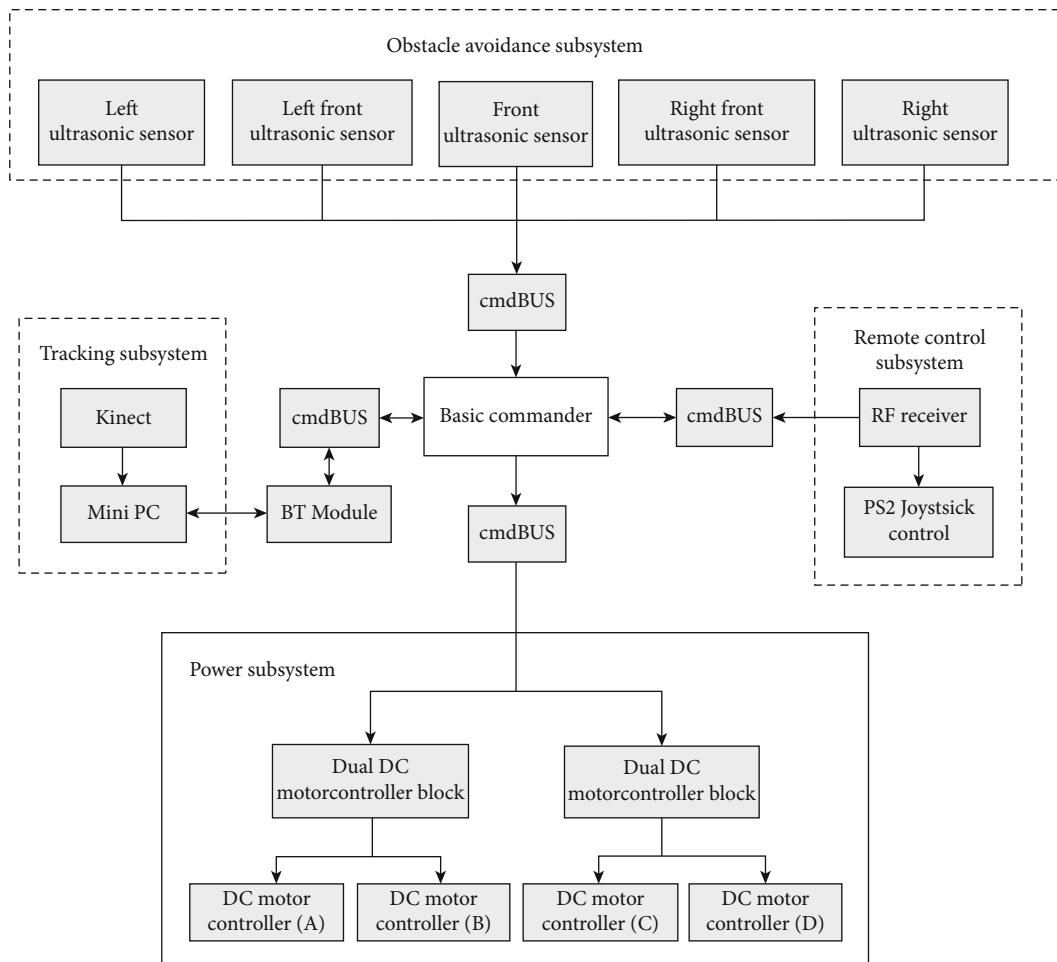 Obstacle avoidance subsystem
Left
ultrasonic sensor
Left front
ultrasonic sensor
Front
ultrasonic sensor
Right front
ultrasonic sensor
Right
ultrasonic sensor
cmdBUS
Tracking subsystem
Kinect
Mini PC
cmdBUS
BT Module
Basic commander
cmdBUS
cmdBUS
Remote control
subsystem
RF receiver
PS2 Joystsick
control
Power subsystem
Dual DC
motorcontroller block
Dual DC
motorcontroller block
DC motor
controller (A)
DC motor
controller (B)
DC motor
controller (C)
DC motor
controller (D)